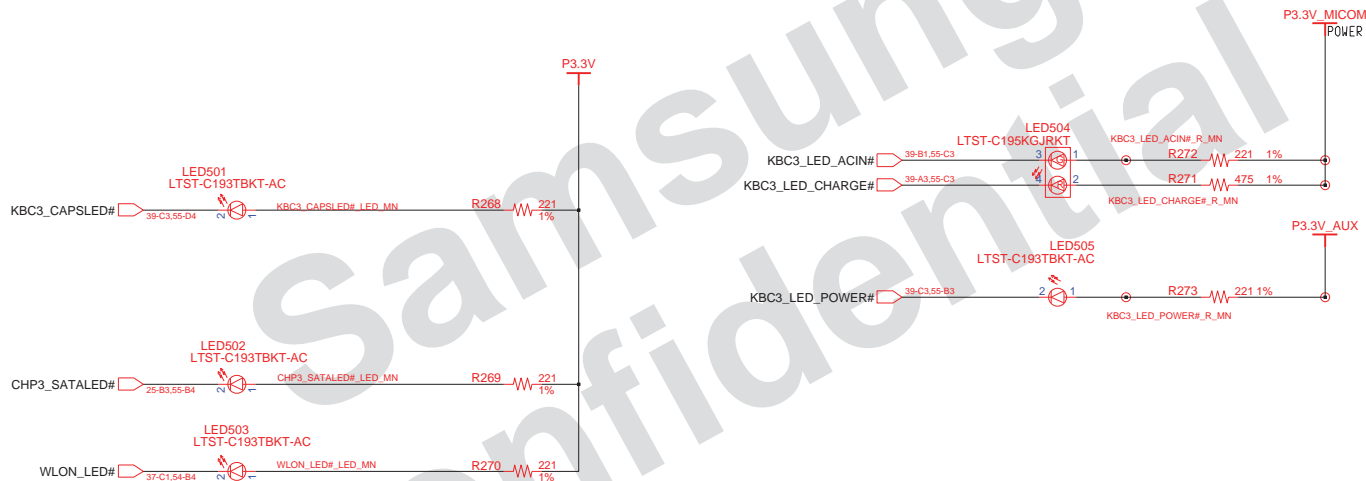 P3.3V
LED501
LTST-C193TBKT-AC
KBC3_CAPSLED#
39-C3,55-D4
2
1
KBC3_CAPSLED#_LED_MN
R268
221
1%
LED502
LTST-C193TBKT-AC
CHP3_SATALED#
25-B3,55-B4
2
1
CHP3_SATALED#_LED_MN
R269
221
1%
LED503
LTST-C193TBKT-AC
WLON_LED#
37-C1,54-B4
2
1
WLON_LED#_LED_MN
R270
221
1%
P3.3V_MICOM
POWER
LED504
LTST-C195KGJRKT
KBC3_LED_ACIN#
39-B1,55-C3
3
G
1
KBC3_LED_ACIN#_R_MN
R272
221
1%
KBC3_LED_CHARGE#
39-A3,55-C3
4
R
2
R271
475
1%
KBC3_LED_CHARGE#_R_MN
P3.3V_AUX
LED505
LTST-C193TBKT-AC
KBC3_LED_POWER#
39-C3,55-B3
2
1
R273
221 1%
KBC3_LED_POWER#_R_MN
Samsung
Confidential